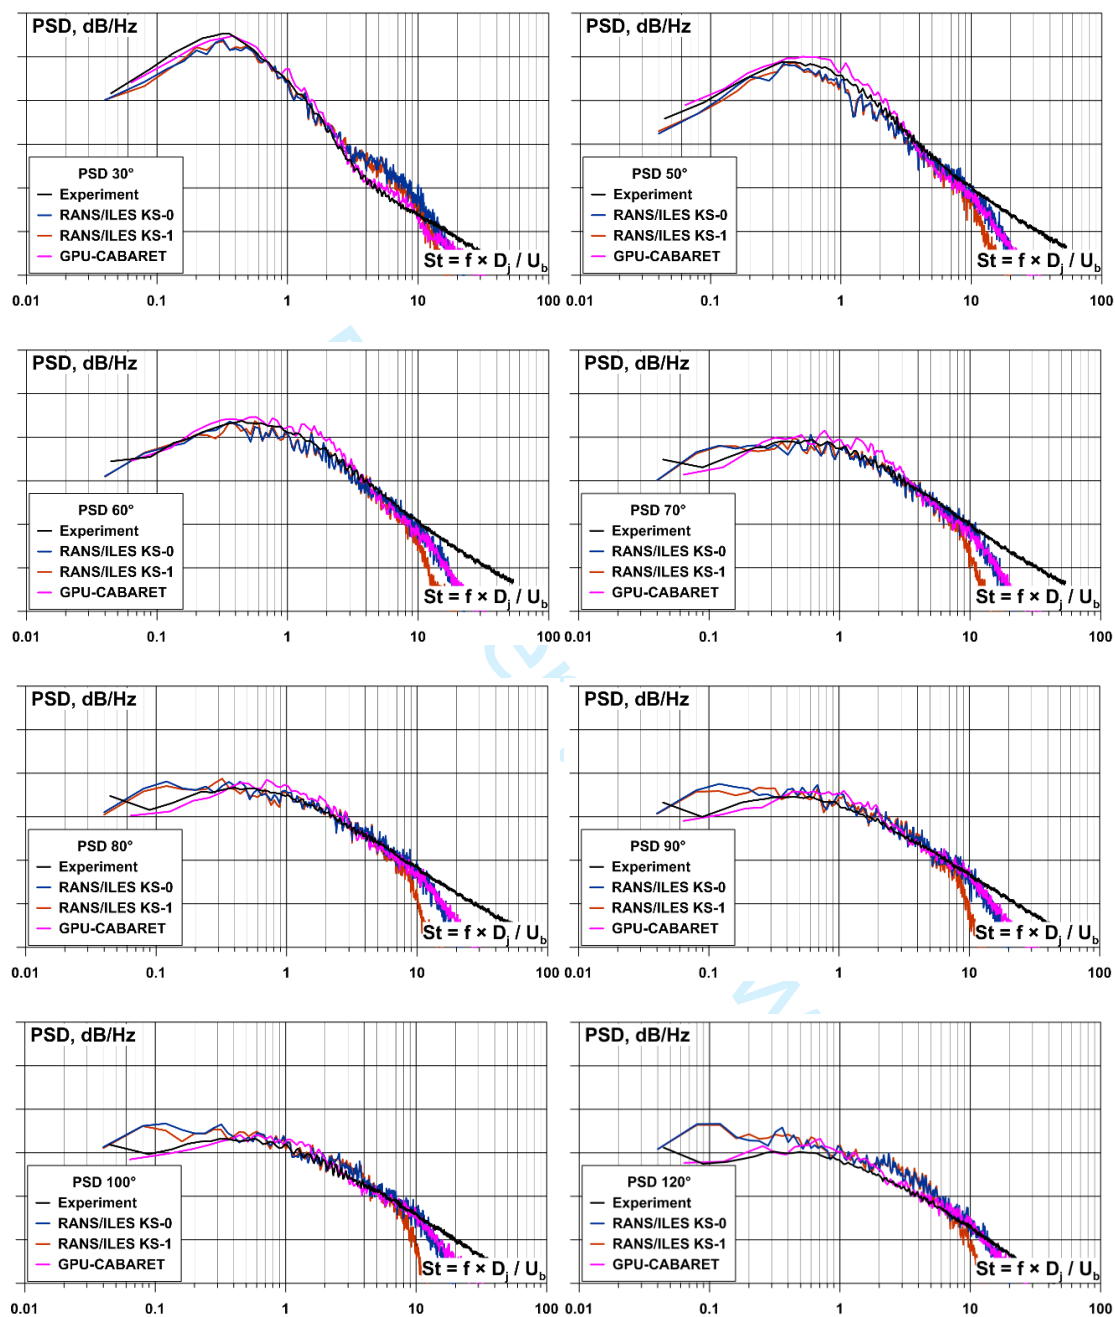 PSD, dB/Hz
PSD 30°
Experiment
RANS/ILES KS-0
RANS/ILES KS-1
GPU-CABARET
St = f × Dj / Ub
0.01 0.1 1 10 100
PSD, dB/Hz
PSD 50°
Experiment
RANS/ILES KS-0
RANS/ILES KS-1
GPU-CABARET
St = f × Dj / Ub
0.01 0.1 1 10 100
PSD, dB/Hz
PSD 60°
Experiment
RANS/ILES KS-0
RANS/ILES KS-1
GPU-CABARET
St = f × Dj / Ub
0.01 0.1 1 10 100
PSD, dB/Hz
PSD 70°
Experiment
RANS/ILES KS-0
RANS/ILES KS-1
GPU-CABARET
St = f × Dj / Ub
0.01 0.1 1 10 100
PSD, dB/Hz
PSD 80°
Experiment
RANS/ILES KS-0
RANS/ILES KS-1
GPU-CABARET
St = f × Dj / Ub
0.01 0.1 1 10 100
PSD, dB/Hz
PSD 90°
Experiment
RANS/ILES KS-0
RANS/ILES KS-1
GPU-CABARET
St = f × Dj / Ub
0.01 0.1 1 10 100
PSD, dB/Hz
PSD 100°
Experiment
RANS/ILES KS-0
RANS/ILES KS-1
GPU-CABARET
St = f × Dj / Ub
0.01 0.1 1 10 100
PSD, dB/Hz
PSD 120°
Experiment
RANS/ILES KS-0
RANS/ILES KS-1
GPU-CABARET
St = f × Dj / Ub
0.01 0.1 1 10 100